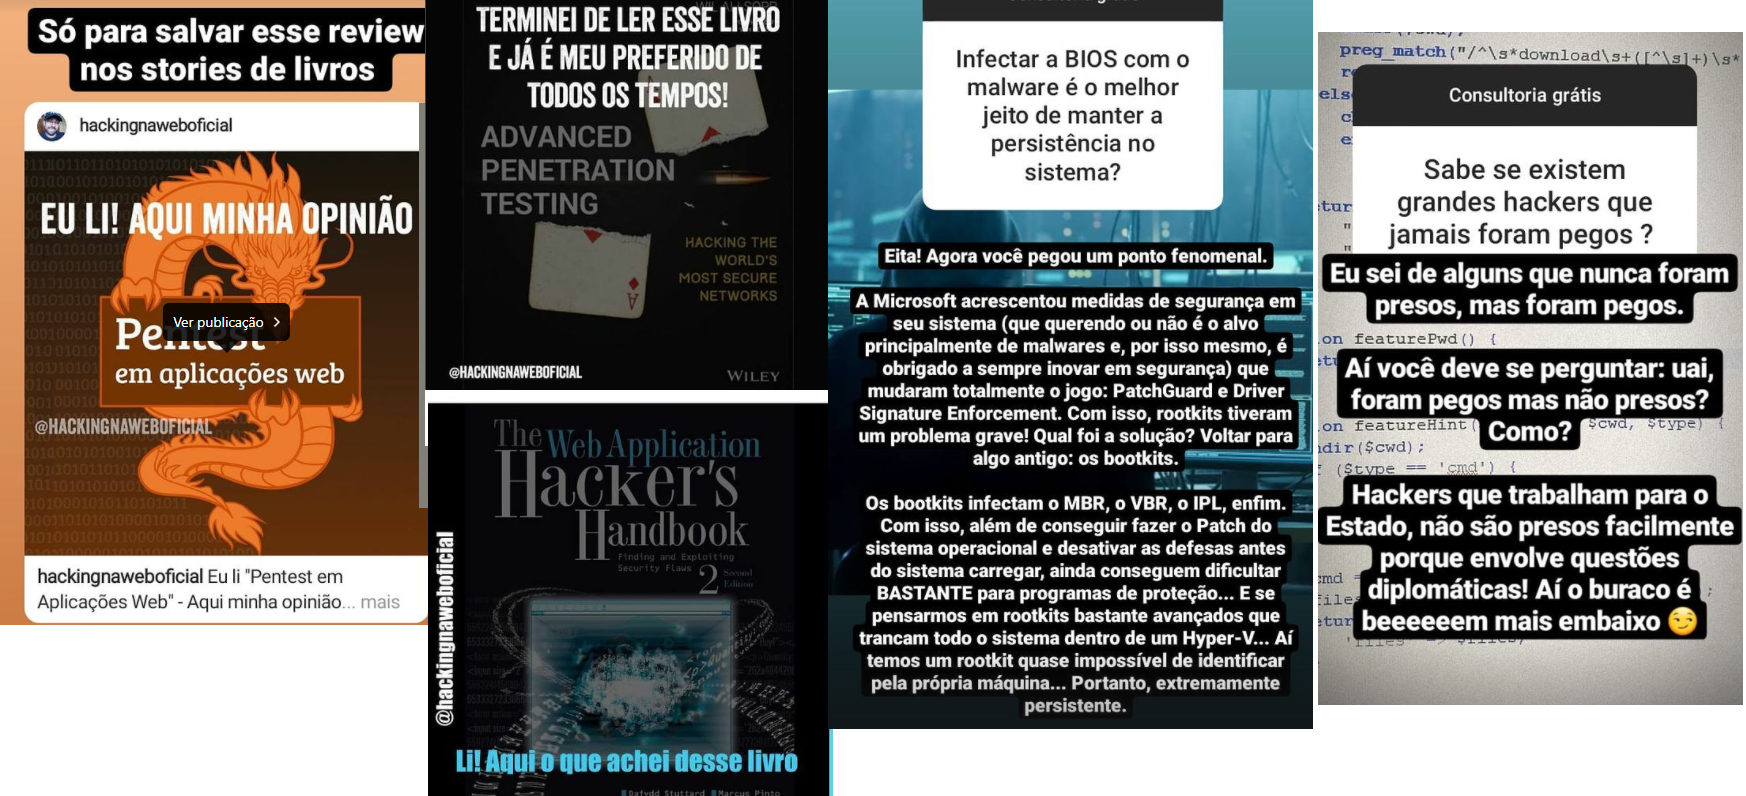 Só para salvar esse review
nos stories de livros
hackingnaweboficial
EU LI! AQUI MINHA OPINIÃO
Ver publicação
Pentest
em aplicações web
@HACKINGNAWEBOFICIAL
hackingnaweboficial Eu li "Pentest em
Aplicações Web" - Aqui minha opinião... mais
TERMINEI DE LER ESSE LIVRO
E JÁ É MEU PREFERIDO DE
TODOS OS TEMPOS!
ADVANCED
PENETRATION
TESTING
HACKING THE
WORLD'S
MOST SECURE
NETWORKS
@HACKINGNAWEBOFICIAL
WILEY
The Web Application
Hacker's
Handbook
Finding and Exploiting
Security Flaws
2 Second
Edition
@hackingnaweboficial
Li! Aqui o que achei desse livro
Dafydd Stuttard Marcus Pinto
Infectar a BIOS com o
malware é o melhor
jeito de manter a
persistência no
sistema?
Eita! Agora você pegou um ponto fenomenal.
A Microsoft acrescentou medidas de segurança em
seu sistema (que querendo ou não é o alvo
principalmente de malwares e, por isso mesmo, é
obrigado a sempre inovar em segurança) que
mudaram totalmente o jogo: PatchGuard e Driver
Signature Enforcement. Com isso, rootkits tiveram
um problema grave! Qual foi a solução? Voltar para
algo antigo: os bootkits.
Os bootkits infectam o MBR, o VBR, o IPL, enfim.
Com isso, além de conseguir fazer o Patch do
sistema operacional e desativar as defesas antes
do sistema carregar, ainda conseguem dificultar
BASTANTE para programas de proteção... E se
pensarmos em rootkits bastante avançados que
trancam todo o sistema dentro de um Hyper-V... Aí
temos um rootkit quase impossível de identificar
pela própria máquina... Portanto, extremamente
persistente.
preg_match("/^\s*download\s+([^\s]+)\s*
Consultoria grátis
Sabe se existem
grandes hackers que
jamais foram pegos ?
Eu sei de alguns que nunca foram
presos, mas foram pegos.
on featurePwd() {
Aí você deve se perguntar: uai,
foram pegos mas não presos?
Como?
on featureHint( $cwd, $type) {
dir($cwd);
($type == 'cmd') {
Hackers que trabalham para o
Estado, não são presos facilmente
porque envolve questões
diplomáticas! Aí o buraco é
beeeeeem mais embaixo 😏